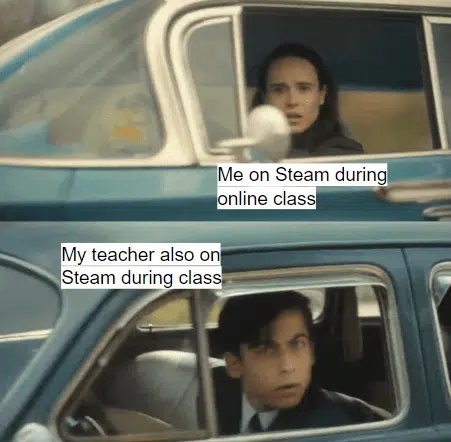 Me on Steam during
online class
My teacher also on
Steam during class